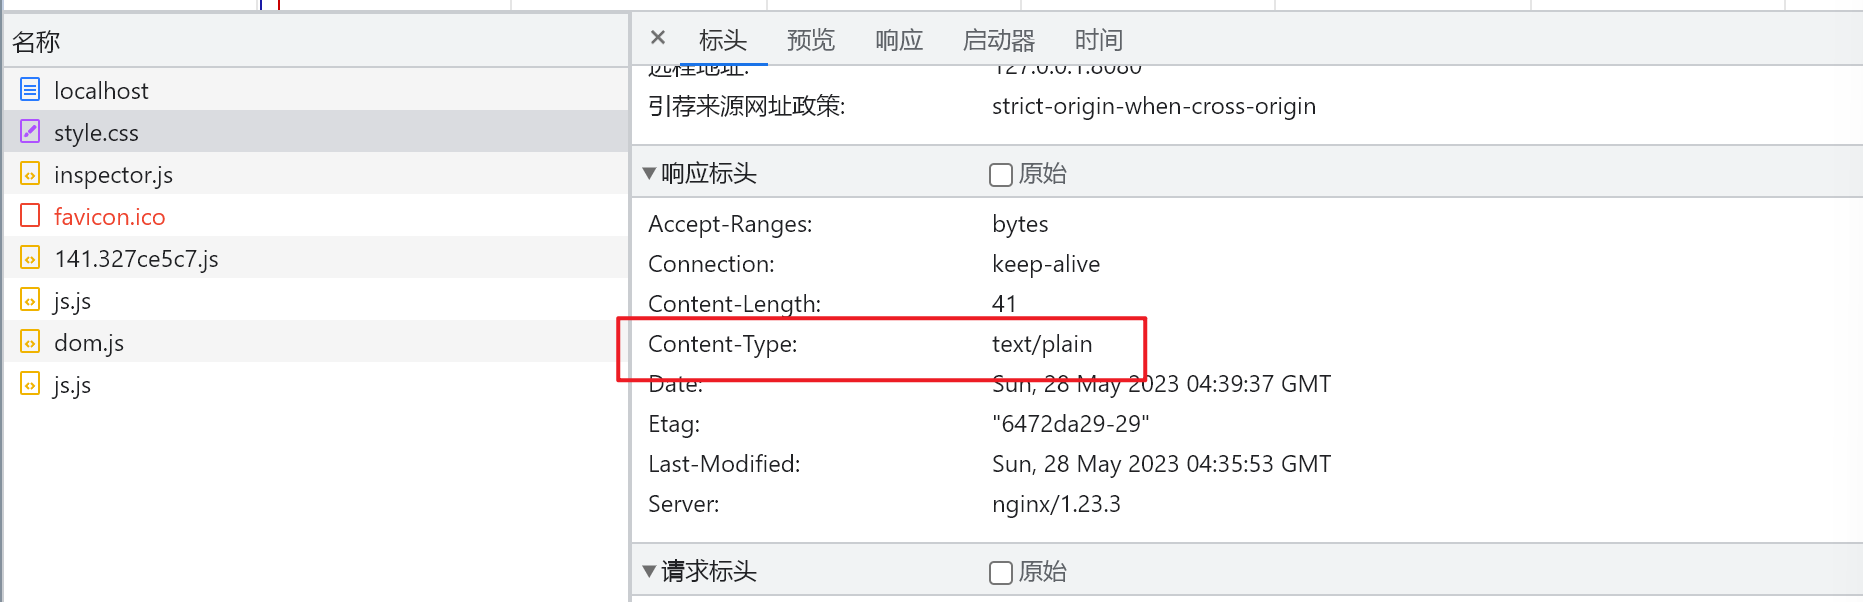 名称
localhost
style.css
inspector.js
favicon.ico
141.327ce5c7.js
js.js
dom.js
js.js
× 标头 预览 响应 启动器 时间
远程地址: 127.0.0.1:8080
引荐来源网址政策: strict-origin-when-cross-origin
▼响应标头 原始
Accept-Ranges: bytes
Connection: keep-alive
Content-Length: 41
Content-Type: text/plain
Date: Sun, 28 May 2023 04:39:37 GMT
Etag: "6472da29-29"
Last-Modified: Sun, 28 May 2023 04:35:53 GMT
Server: nginx/1.23.3
▼请求标头 原始